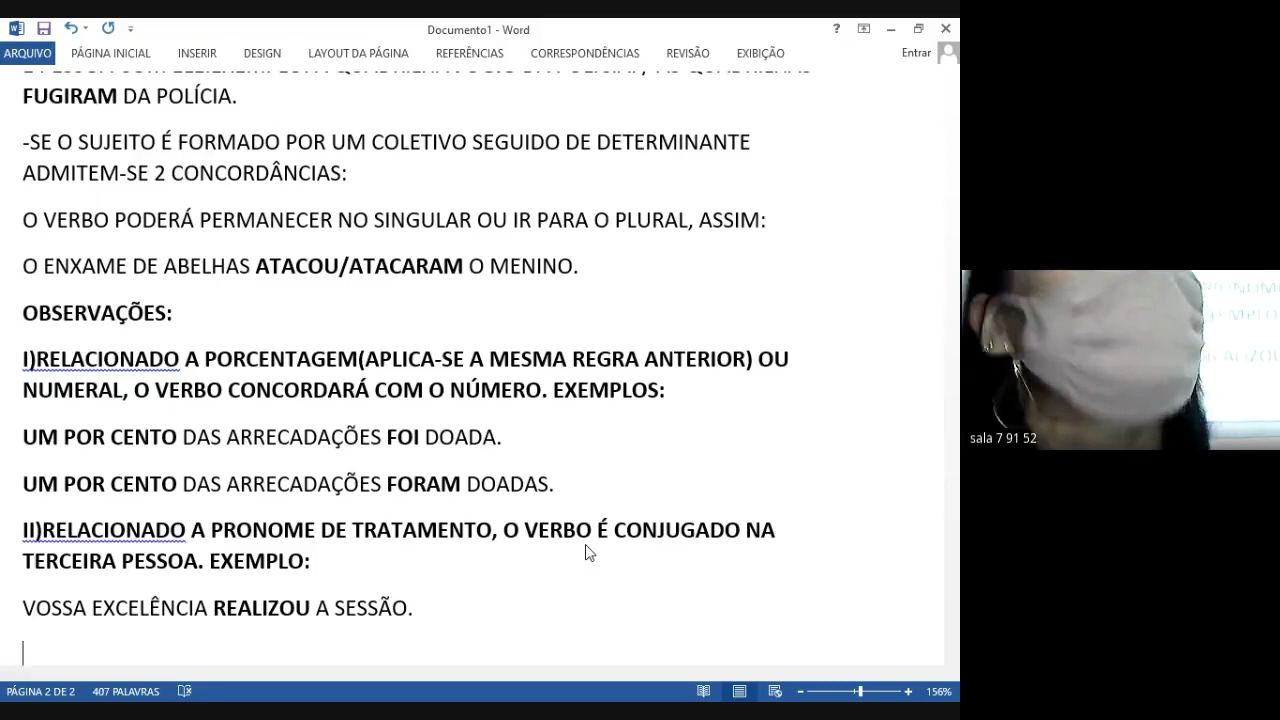 Documento1 - Word
?
ARQUIVO PÁGINA INICIAL INSERIR DESIGN LAYOUT DA PÁGINA REFERÊNCIAS CORRESPONDÊNCIAS REVISÃO EXIBIÇÃO Entrar
FUGIRAM DA POLÍCIA.
-SE O SUJEITO É FORMADO POR UM COLETIVO SEGUIDO DE DETERMINANTE
ADMITEM-SE 2 CONCORDÂNCIAS:
O VERBO PODERÁ PERMANECER NO SINGULAR OU IR PARA O PLURAL, ASSIM:
O ENXAME DE ABELHAS ATACOU/ATACARAM O MENINO.
OBSERVAÇÕES:
I)RELACIONADO A PORCENTAGEM(APLICA-SE A MESMA REGRA ANTERIOR) OU
NUMERAL, O VERBO CONCORDARÁ COM O NÚMERO. EXEMPLOS:
UM POR CENTO DAS ARRECADAÇÕES FOI DOADA.
UM POR CENTO DAS ARRECADAÇÕES FORAM DOADAS.
II)RELACIONADO A PRONOME DE TRATAMENTO, O VERBO É CONJUGADO NA
TERCEIRA PESSOA. EXEMPLO:
VOSSA EXCELÊNCIA REALIZOU A SESSÃO.
PÁGINA 2 DE 2 407 PALAVRAS 156%
sala 7 91 52